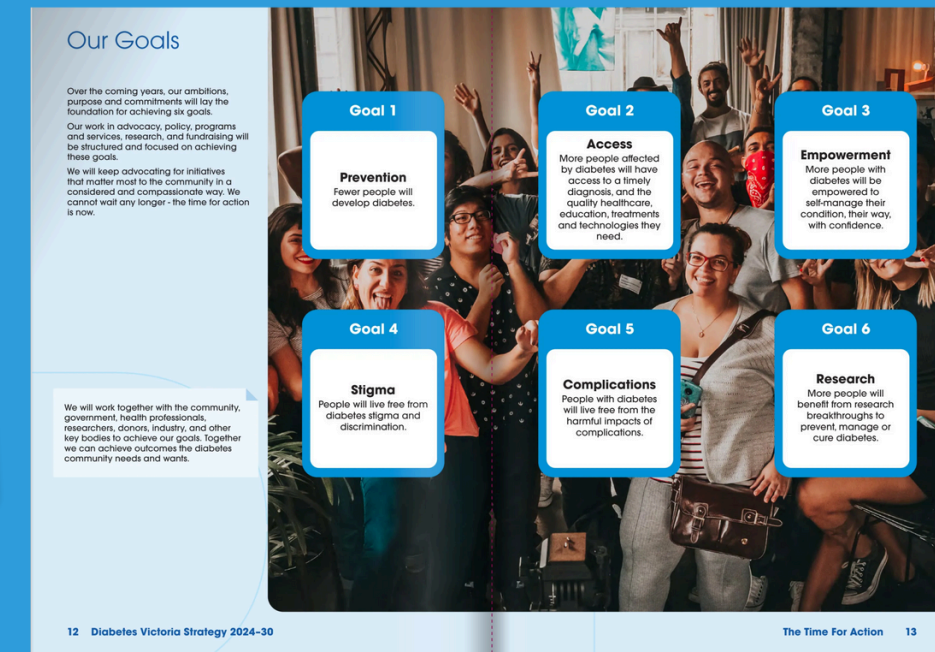 Our Goals
Over the coming years, our ambitions,
purpose and commitments will lay the
foundation for achieving six goals.
Our work in advocacy, policy, programs
and services, research, and fundraising will
be structured and focused on achieving
these goals.
We will keep advocating for initiatives
that matter most to the community in a
considered and compassionate way. We
cannot wait any longer - the time for action
is now.
We will work together with the community,
government, health professionals,
researchers, donors, industry, and other
key bodies to achieve our goals. Together
we can achieve outcomes the diabetes
community needs and wants.
Goal 1
Prevention
Fewer people will
develop diabetes.
Goal 2
Access
More people affected
by diabetes will have
access to a timely
diagnosis, and the
quality healthcare,
education, treatments
and technologies they
need.
Goal 3
Empowerment
More people with
diabetes will be
empowered to
self-manage their
condition, their way,
with confidence.
Goal 4
Stigma
People will live free from
diabetes stigma and
discrimination.
Goal 5
Complications
People with diabetes
will live free from the
harmful impacts of
complications.
Goal 6
Research
More people will
benefit from research
breakthroughs to
prevent, manage or
cure diabetes.
12 Diabetes Victoria Strategy 2024–30
The Time For Action 13